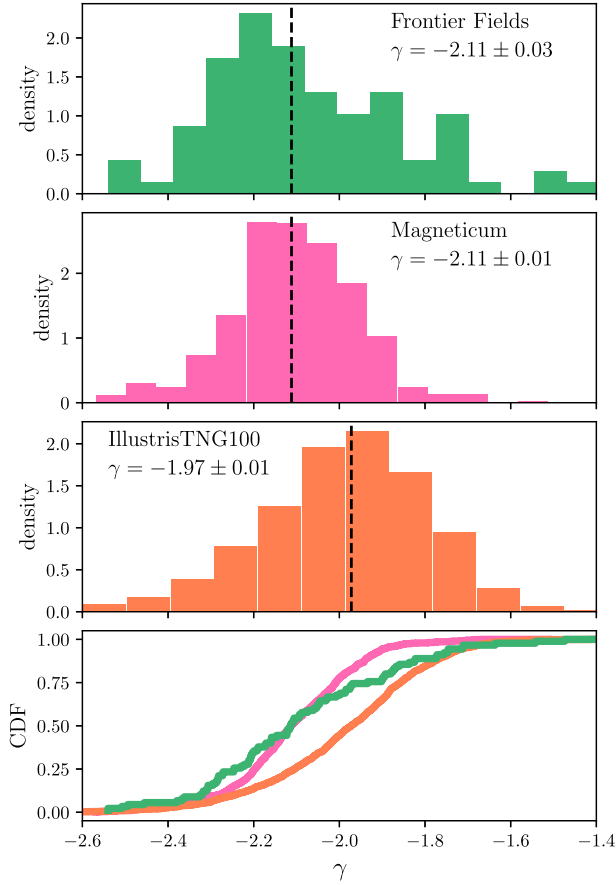 Frontier Fields
γ = −2.11 ± 0.03
density
2.0
1.5
1.0
0.5
0.0
Magneticum
γ = −2.11 ± 0.01
density
2
1
0
IllustrisTNG100
γ = −1.97 ± 0.01
density
2.0
1.5
1.0
0.5
0.0
CDF
1.00
0.75
0.50
0.25
0.00
−2.6 −2.4 −2.2 −2.0 −1.8 −1.6 −1.4
γ